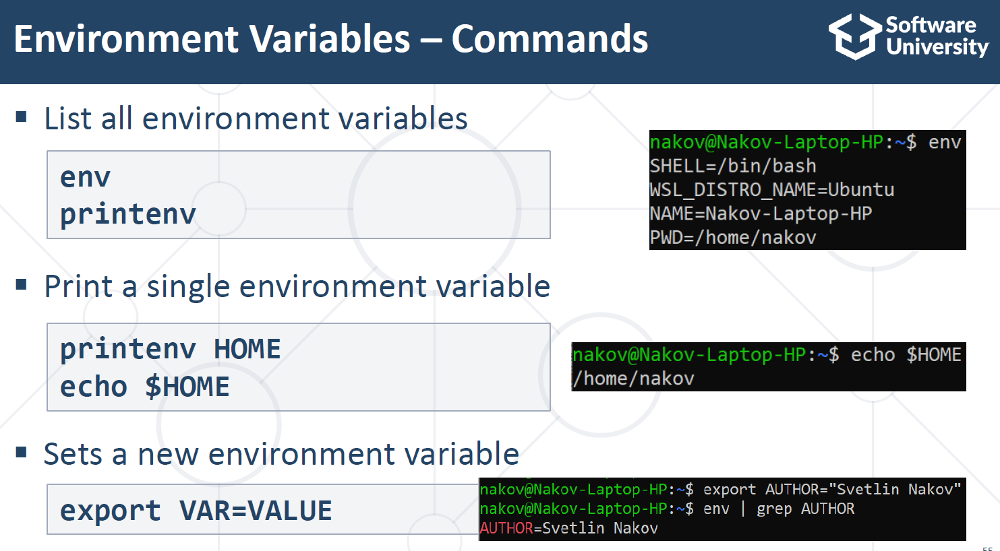 Environment Variables – Commands
Software
University
▪ List all environment variables
env
printenv
nakov@Nakov-Laptop-HP:~$ env
SHELL=/bin/bash
WSL_DISTRO_NAME=Ubuntu
NAME=Nakov-Laptop-HP
PWD=/home/nakov
▪ Print a single environment variable
printenv HOME
echo $HOME
nakov@Nakov-Laptop-HP:~$ echo $HOME
/home/nakov
▪ Sets a new environment variable
export VAR=VALUE
nakov@Nakov-Laptop-HP:~$ export AUTHOR="Svetlin Nakov"
nakov@Nakov-Laptop-HP:~$ env | grep AUTHOR
AUTHOR=Svetlin Nakov